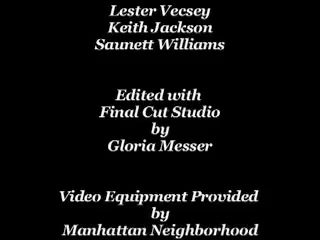 Lester Vecsey
Keith Jackson
Saunett Williams
Edited with
Final Cut Studio
by
Gloria Messer
Video Equipment Provided
by
Manhattan Neighborhood